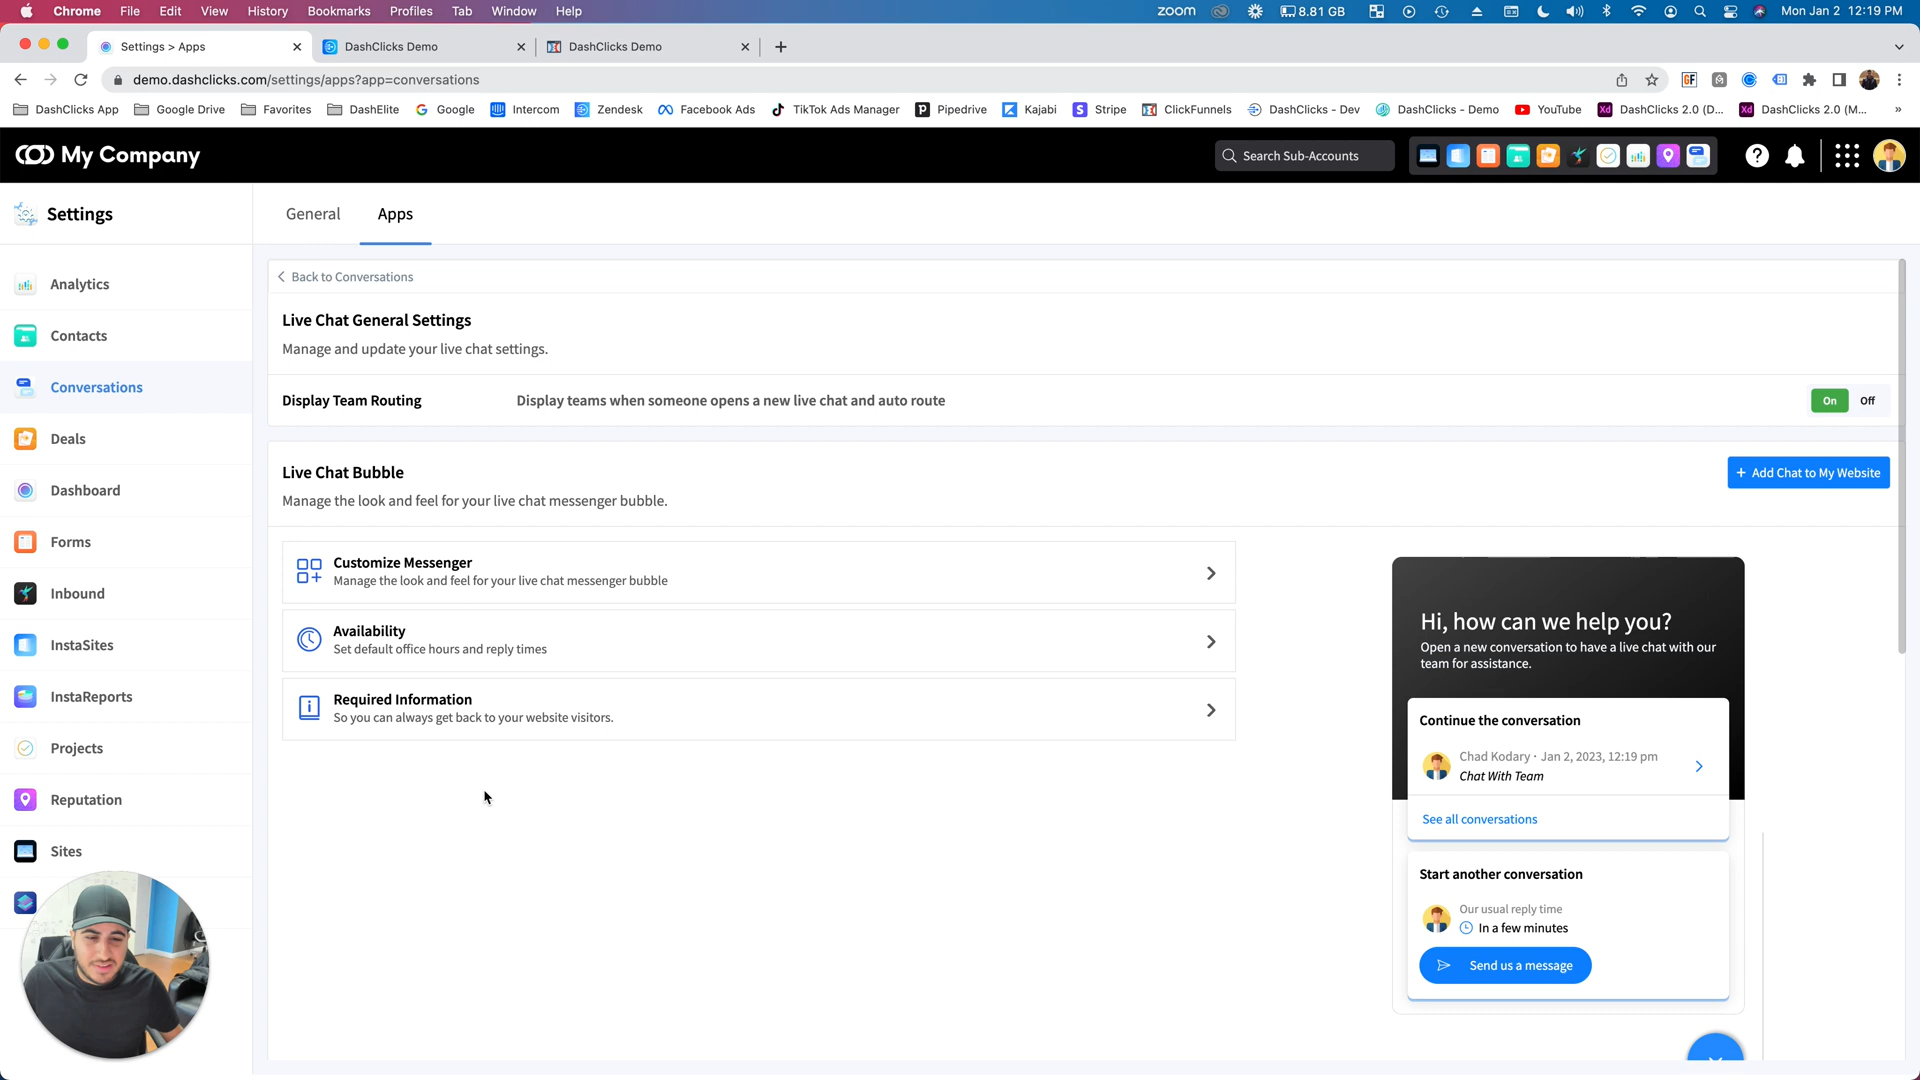 Chrome File Edit View History Bookmarks Profiles Tab Window Help zoom 8.81 GB Mon Jan 2 12:19 PM
Settings > Apps DashClicks Demo DashClicks Demo
demo.dashclicks.com/settings/apps?app=conversations
DashClicks App Google Drive Favorites DashElite Google Intercom Zendesk Facebook Ads TikTok Ads Manager Pipedrive Kajabi Stripe ClickFunnels DashClicks - Dev DashClicks - Demo YouTube DashClicks 2.0 (D... DashClicks 2.0 (M...
My Company Search Sub-Accounts
Settings General Apps
Analytics
Contacts
Conversations
Deals
Dashboard
Forms
Inbound
InstaSites
InstaReports
Projects
Reputation
Sites
Back to Conversations
Live Chat General Settings
Manage and update your live chat settings.
Display Team Routing Display teams when someone opens a new live chat and auto route On Off
Live Chat Bubble
Manage the look and feel for your live chat messenger bubble.
+ Add Chat to My Website
Customize Messenger
Manage the look and feel for your live chat messenger bubble
Availability
Set default office hours and reply times
Required Information
So you can always get back to your website visitors.
Hi, how can we help you?
Open a new conversation to have a live chat with our
team for assistance.
Continue the conversation
Chad Kodary · Jan 2, 2023, 12:19 pm
Chat With Team
See all conversations
Start another conversation
Our usual reply time
In a few minutes
Send us a message